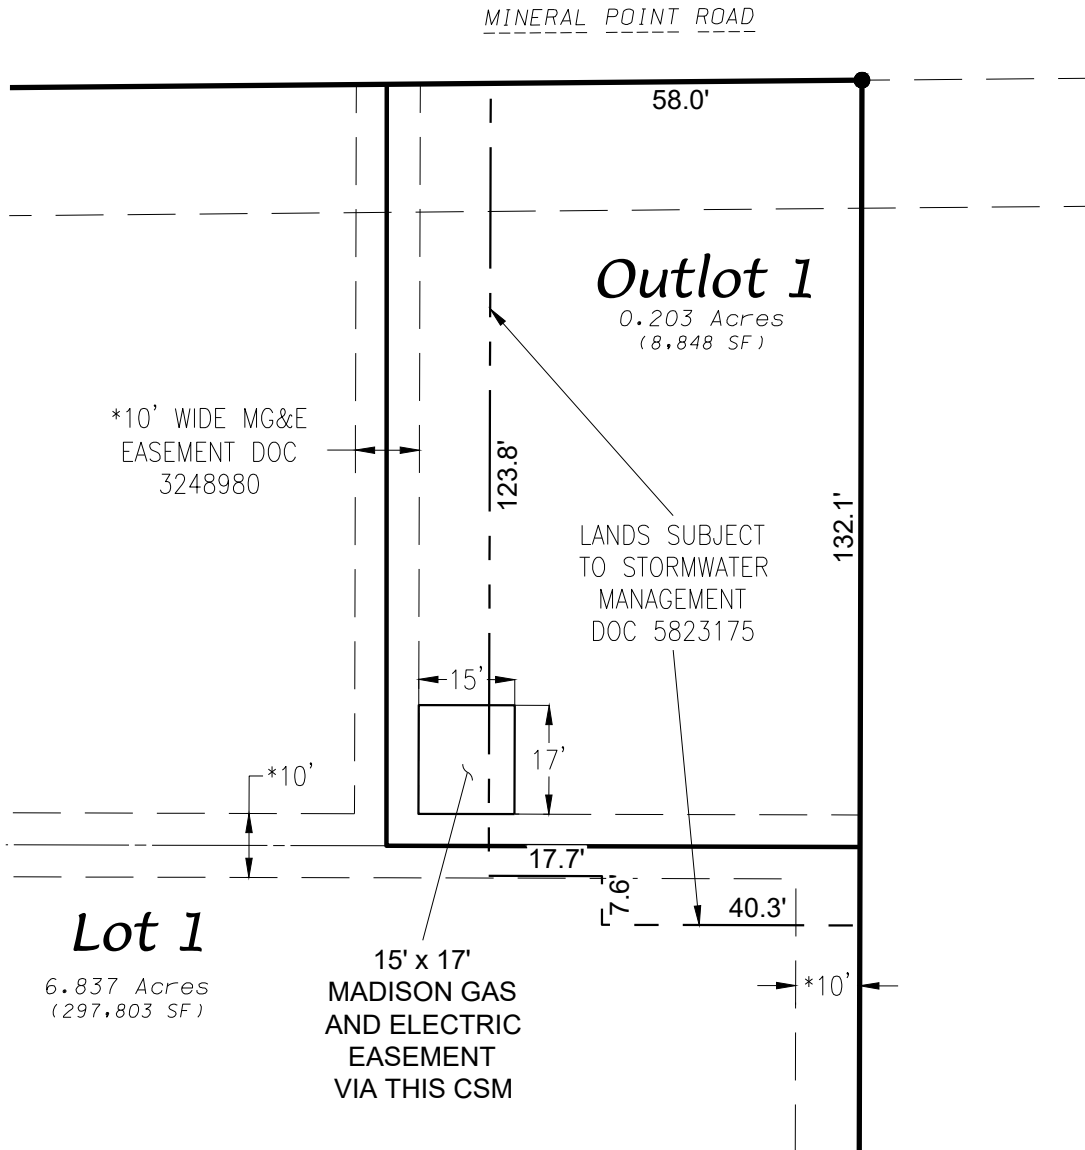 MINERAL POINT ROAD
58.0'
Outlot 1
0.203 Acres
(8,848 SF)
*10' WIDE MG&E
EASEMENT DOC
3248980
123.8'
132.1'
LANDS SUBJECT
TO STORMWATER
MANAGEMENT
DOC 5823175
15'
17'
*10'
17.7'
7.6'
40.3'
Lot 1
6.837 Acres
(297,803 SF)
*10'
15' x 17'
MADISON GAS
AND ELECTRIC
EASEMENT
VIA THIS CSM